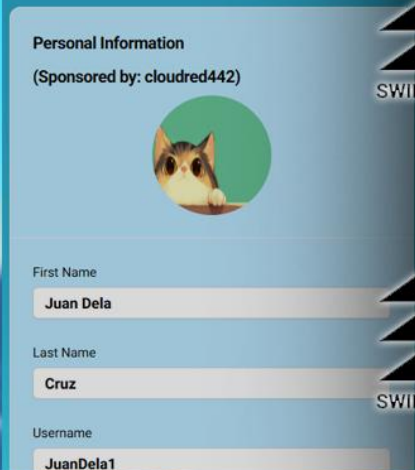 Personal Information
(Sponsored by: cloudred442)
First Name
Juan Dela
Last Name
Cruz
Username
JuanDela1